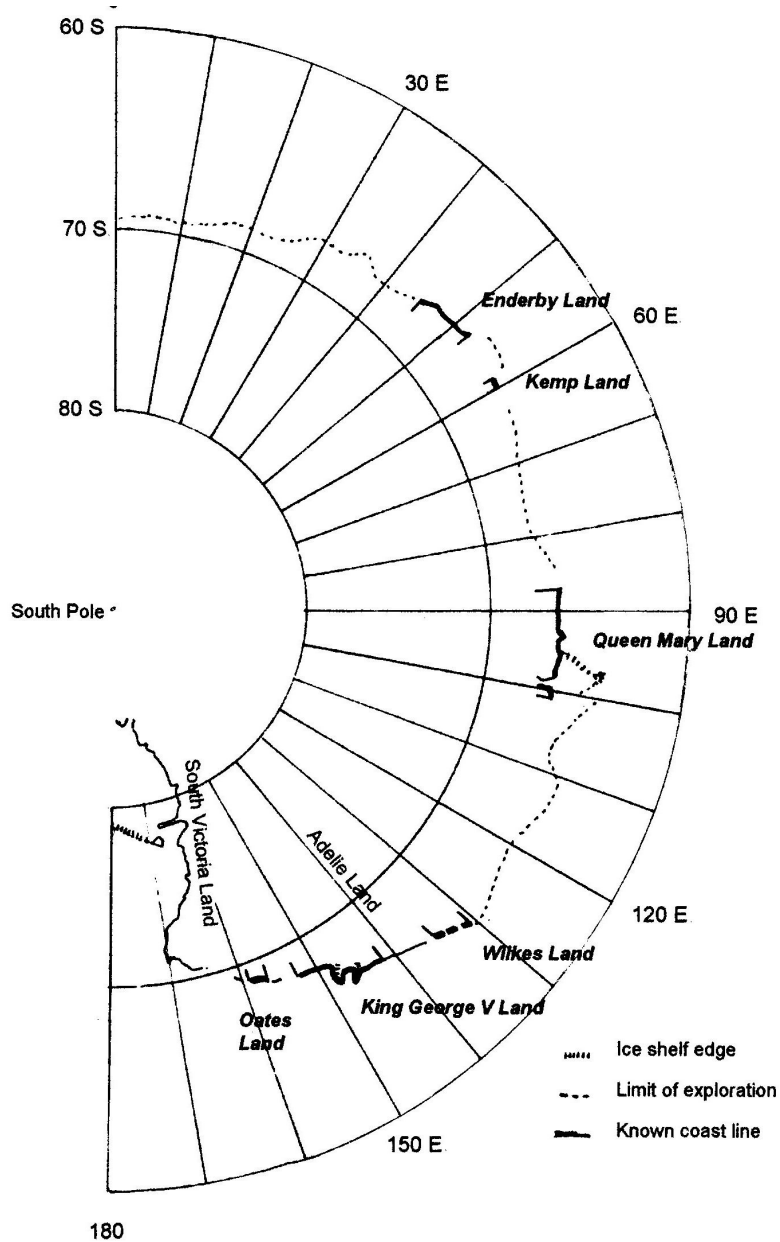 60 S
30 E
70 S
Enderby Land
60 E
Kemp Land
80 S
South Pole
90 E
Queen Mary Land
South Victoria Land
Adelie Land
120 E
Wilkes Land
King George V Land
Oates
Land
Ice shelf edge
Limit of exploration
Known coast line
150 E
180